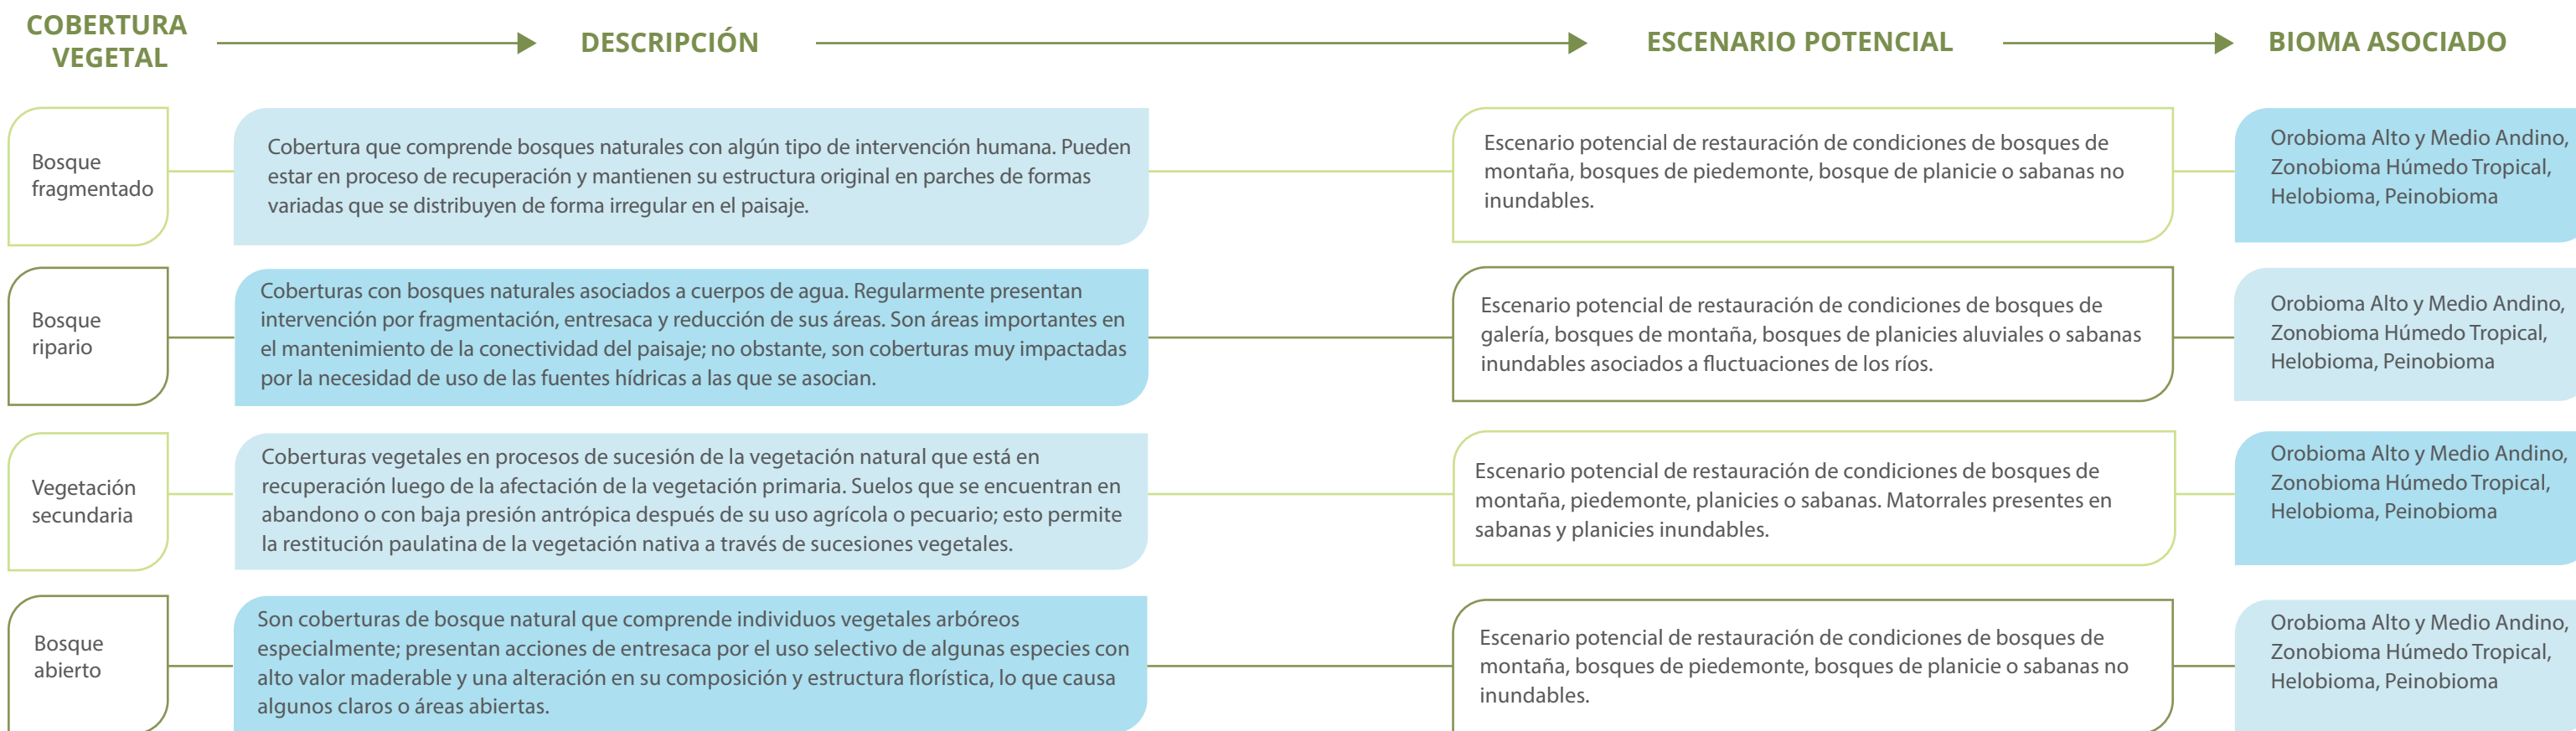 COBERTURA
VEGETAL
DESCRIPCIÓN
ESCENARIO POTENCIAL
BIOMA ASOCIADO
Bosque
fragmentado
Cobertura que comprende bosques naturales con algún tipo de intervención humana. Pueden
estar en proceso de recuperación y mantienen su estructura original en parches de formas
variadas que se distribuyen de forma irregular en el paisaje.
Escenario potencial de restauración de condiciones de bosques de
montaña, bosques de piedemonte, bosque de planicie o sabanas no
inundables.
Orobioma Alto y Medio Andino,
Zonobioma Húmedo Tropical,
Helobioma, Peinobioma
Bosque
ripario
Coberturas con bosques naturales asociados a cuerpos de agua. Regularmente presentan
intervención por fragmentación, entresaca y reducción de sus áreas. Son áreas importantes en
el mantenimiento de la conectividad del paisaje; no obstante, son coberturas muy impactadas
por la necesidad de uso de las fuentes hídricas a las que se asocian.
Escenario potencial de restauración de condiciones de bosques de
galería, bosques de montaña, bosques de planicies aluviales o sabanas
inundables asociados a fluctuaciones de los ríos.
Orobioma Alto y Medio Andino,
Zonobioma Húmedo Tropical,
Helobioma, Peinobioma
Vegetación
secundaria
Coberturas vegetales en procesos de sucesión de la vegetación natural que está en
recuperación luego de la afectación de la vegetación primaria. Suelos que se encuentran en
abandono o con baja presión antrópica después de su uso agrícola o pecuario; esto permite
la restitución paulatina de la vegetación nativa a través de sucesiones vegetales.
Escenario potencial de restauración de condiciones de bosques de
montaña, piedemonte, planicies o sabanas. Matorrales presentes en
sabanas y planicies inundables.
Orobioma Alto y Medio Andino,
Zonobioma Húmedo Tropical,
Helobioma, Peinobioma
Bosque
abierto
Son coberturas de bosque natural que comprende individuos vegetales arbóreos
especialmente; presentan acciones de entresaca por el uso selectivo de algunas especies con
alto valor maderable y una alteración en su composición y estructura florística, lo que causa
algunos claros o áreas abiertas.
Escenario potencial de restauración de condiciones de bosques de
montaña, bosques de piedemonte, bosques de planicie o sabanas no
inundables.
Orobioma Alto y Medio Andino,
Zonobioma Húmedo Tropical,
Helobioma, Peinobioma